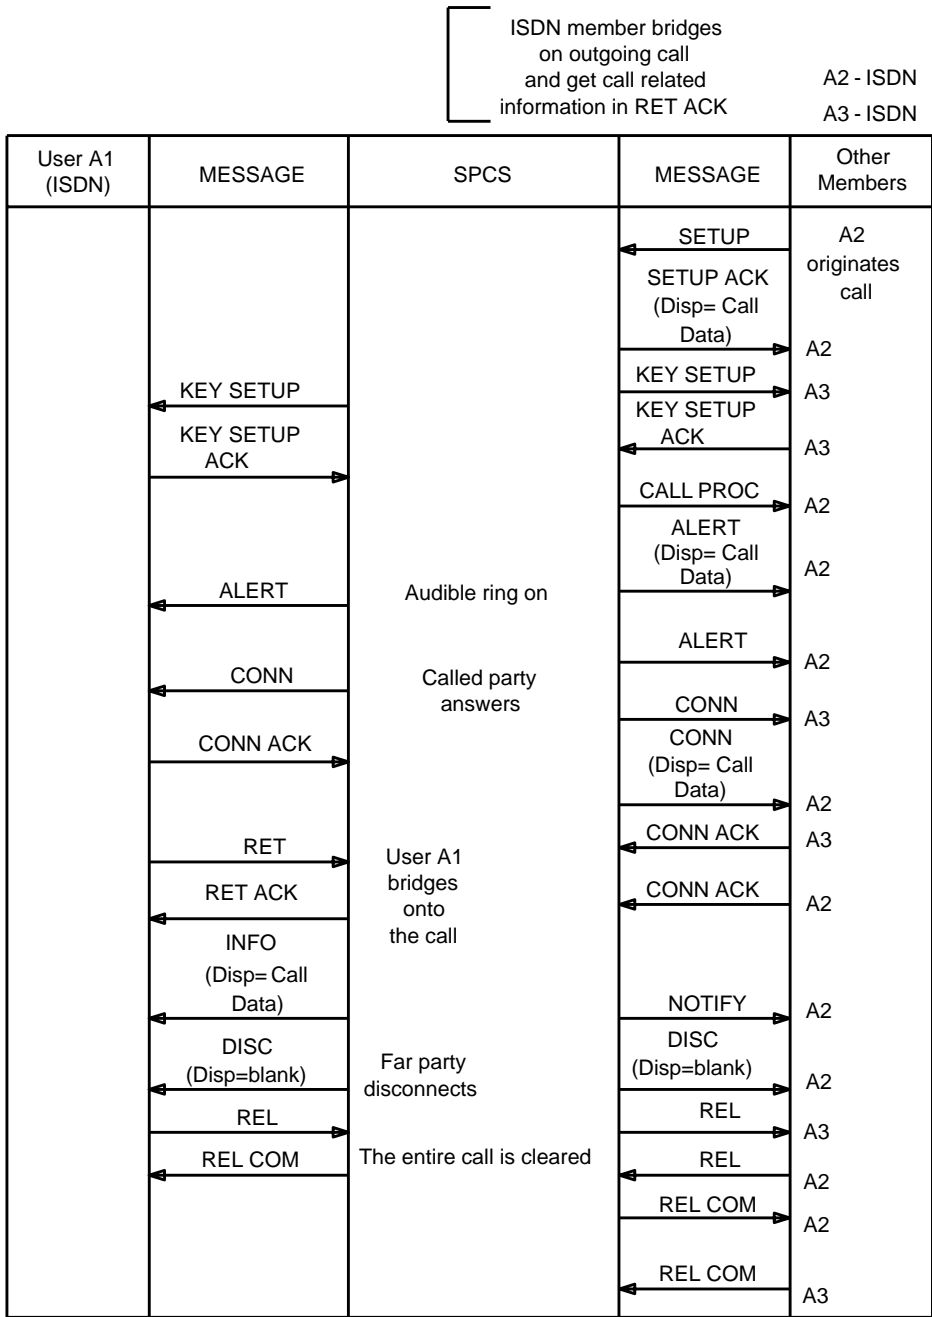 ISDN member bridges
on outgoing call
and get call related
information in RET ACK
A2 - ISDN
A3 - ISDN
User A1
(ISDN)
MESSAGE
SPCS
MESSAGE
Other
Members
SETUP
A2
originates
call
SETUP ACK
(Disp= Call
Data)
A2
KEY SETUP
KEY SETUP
A3
KEY SETUP
ACK
KEY SETUP
ACK
A3
CALL PROC
A2
ALERT
(Disp= Call
Data)
A2
ALERT
Audible ring on
ALERT
A2
CONN
Called party
answers
CONN
A3
CONN ACK
CONN
(Disp= Call
Data)
A2
RET
User A1
bridges
onto
the call
CONN ACK
A3
RET ACK
CONN ACK
A2
INFO
(Disp= Call
Data)
NOTIFY
A2
DISC
(Disp=blank)
Far party
disconnects
DISC
(Disp=blank)
A2
REL
REL
A3
REL COM
The entire call is cleared
REL
A2
REL COM
A2
REL COM
A3